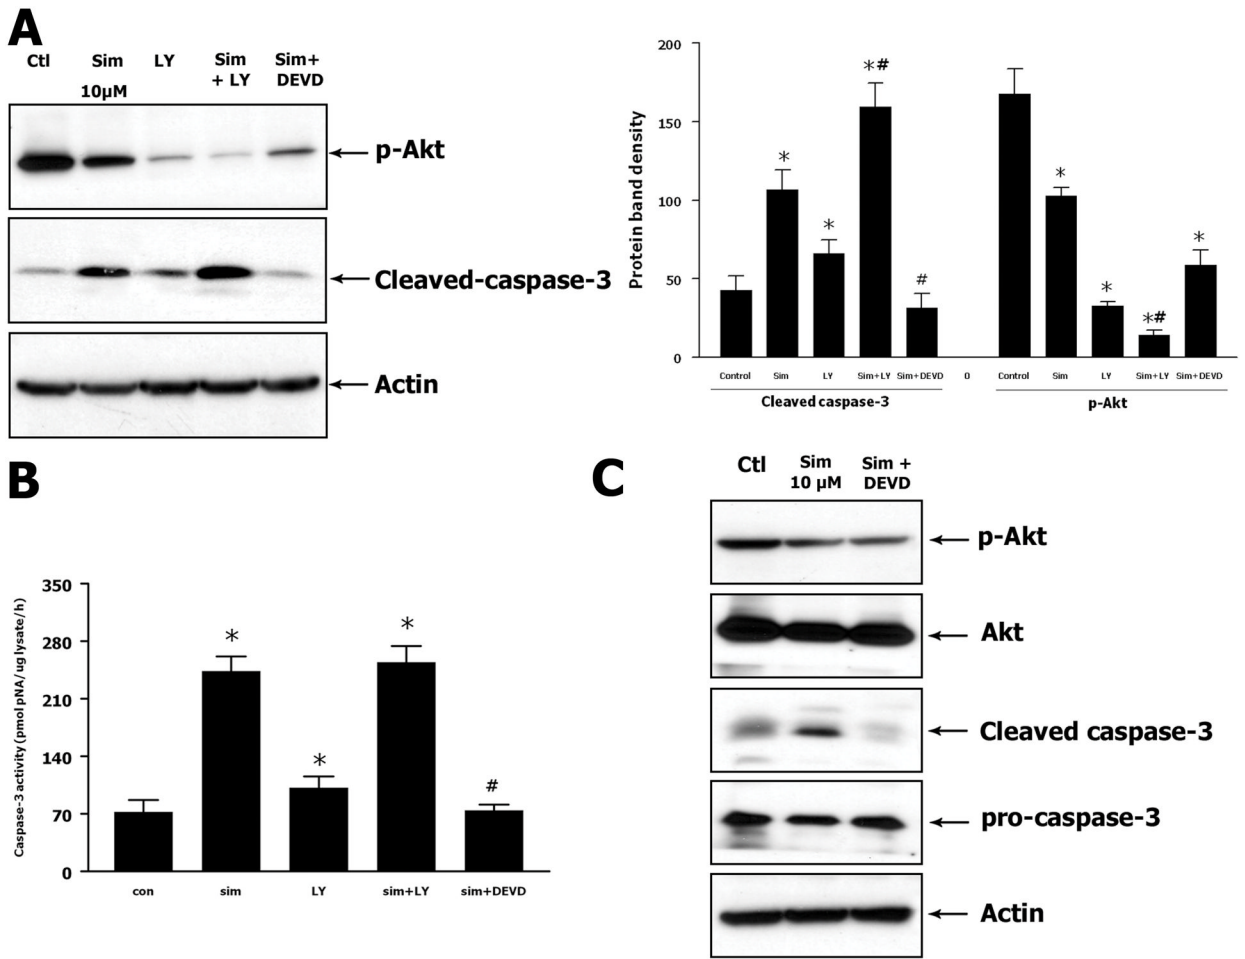 A
Ctl
Sim
10µM
LY
Sim
+ LY
Sim+
DEVD
p-Akt
Cleaved-caspase-3
Actin
Protein band density
200
150
100
50
0
*
*
*#
#
*
*
*#
*
Control Sim LY Sim+LY Sim+DEVD 0 Control Sim LY Sim+LY Sim+DEVD
Cleaved caspase-3 p-Akt
B
Caspase-3 activity (pmol pNA/ug lysate/h)
350
280
210
140
70
0
*
*
*
#
con sim LY sim+LY sim+DEVD
C
Ctl
Sim
10 µM
Sim +
DEVD
p-Akt
Akt
Cleaved caspase-3
pro-caspase-3
Actin